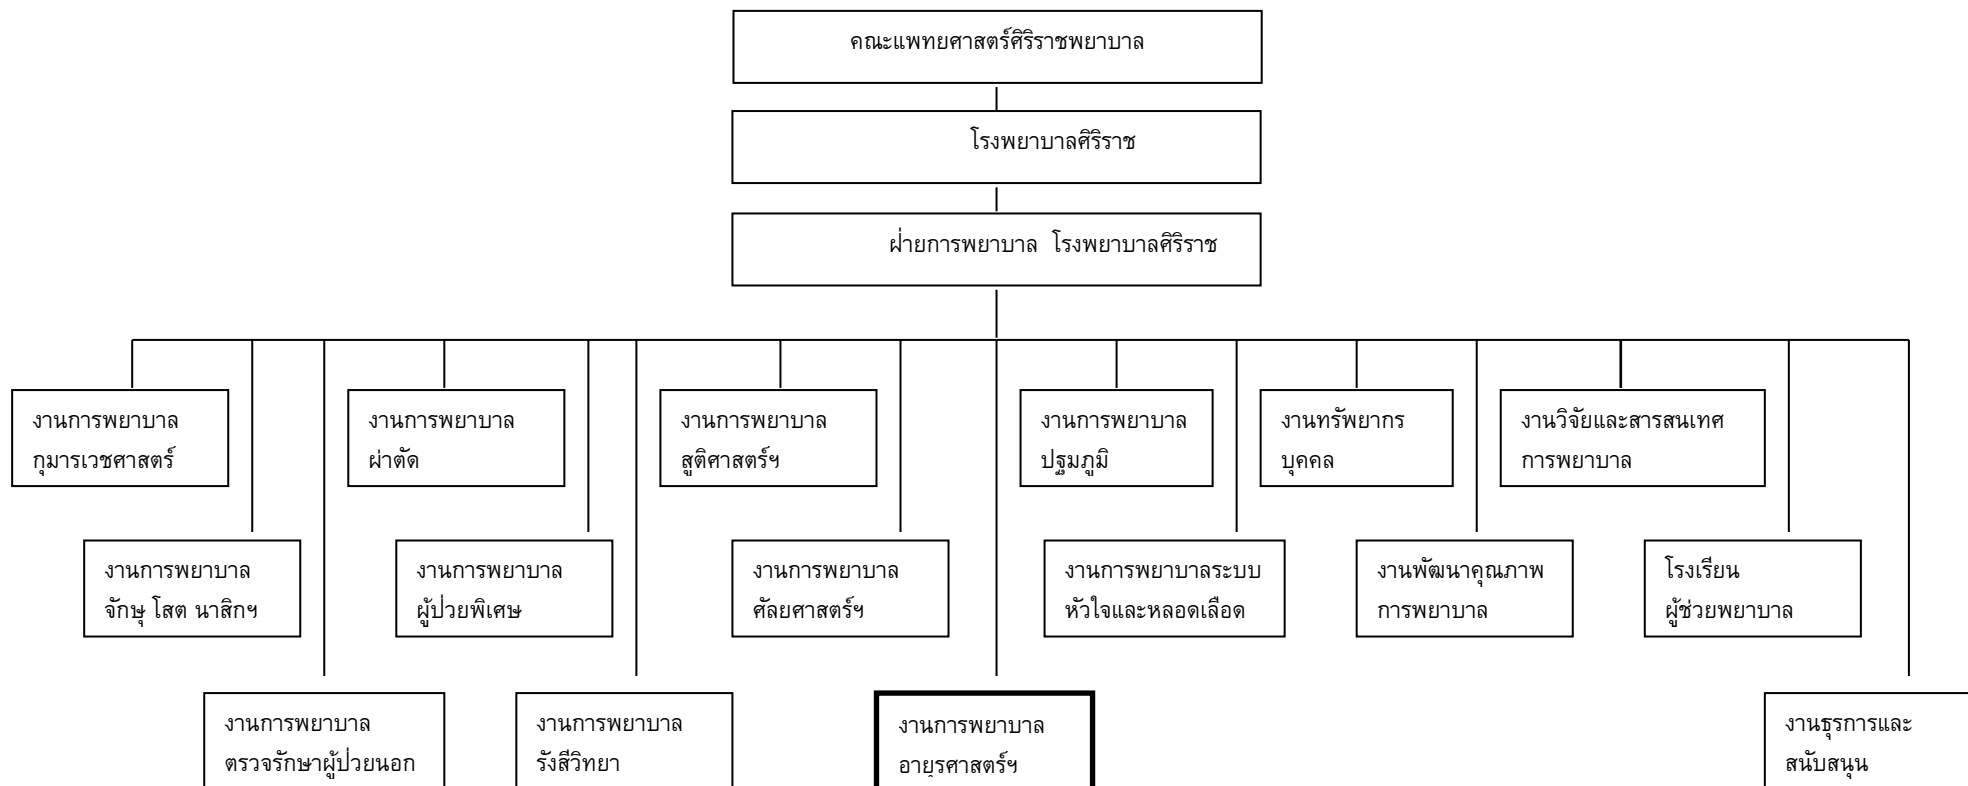 คณะแพทยศาสตร์ศิริราชพยาบาล
โรงพยาบาลศิริราช
ฝ่ายการพยาบาล โรงพยาบาลศิริราช
งานการพยาบาล
กุมารเวชศาสตร์
งานการพยาบาล
ผ่าตัด
งานการพยาบาล
สูติศาสตร์ฯ
งานการพยาบาล
ปฐมภูมิ
งานทรัพยากร
บุคคล
งานวิจัยและสารสนเทศ
การพยาบาล
งานการพยาบาล
จักษุ โสต นาสิกฯ
งานการพยาบาล
ผู้ป่วยพิเศษ
งานการพยาบาล
ศัลยศาสตร์ฯ
งานการพยาบาลระบบ
หัวใจและหลอดเลือด
งานพัฒนาคุณภาพ
การพยาบาล
โรงเรียน
ผู้ช่วยพยาบาล
งานการพยาบาล
ตรวจรักษาผู้ป่วยนอก
งานการพยาบาล
รังสีวิทยา
งานการพยาบาล
อายุรศาสตร์ฯ
งานธุรการและ
สนับสนุน